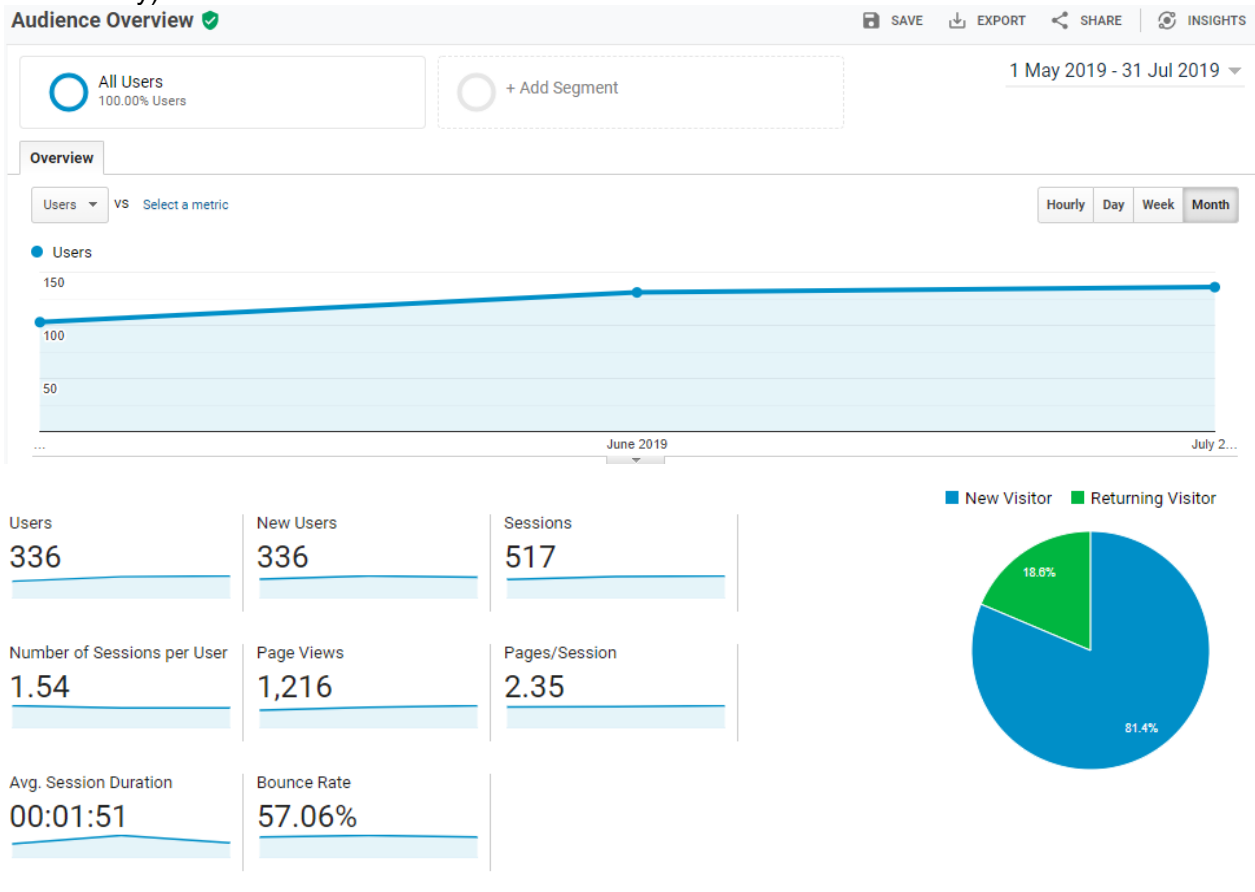 Audience Overview
SAVE EXPORT SHARE INSIGHTS
All Users
100.00% Users
+ Add Segment
1 May 2019 - 31 Jul 2019
Overview
Users VS Select a metric
Hourly Day Week Month
Users
150
100
50
... June 2019 July 2...
New Visitor Returning Visitor
Users New Users Sessions
336 336 517
18.6%
Number of Sessions per User Page Views Pages/Session
1.54 1,216 2.35
81.4%
Avg. Session Duration Bounce Rate
00:01:51 57.06%